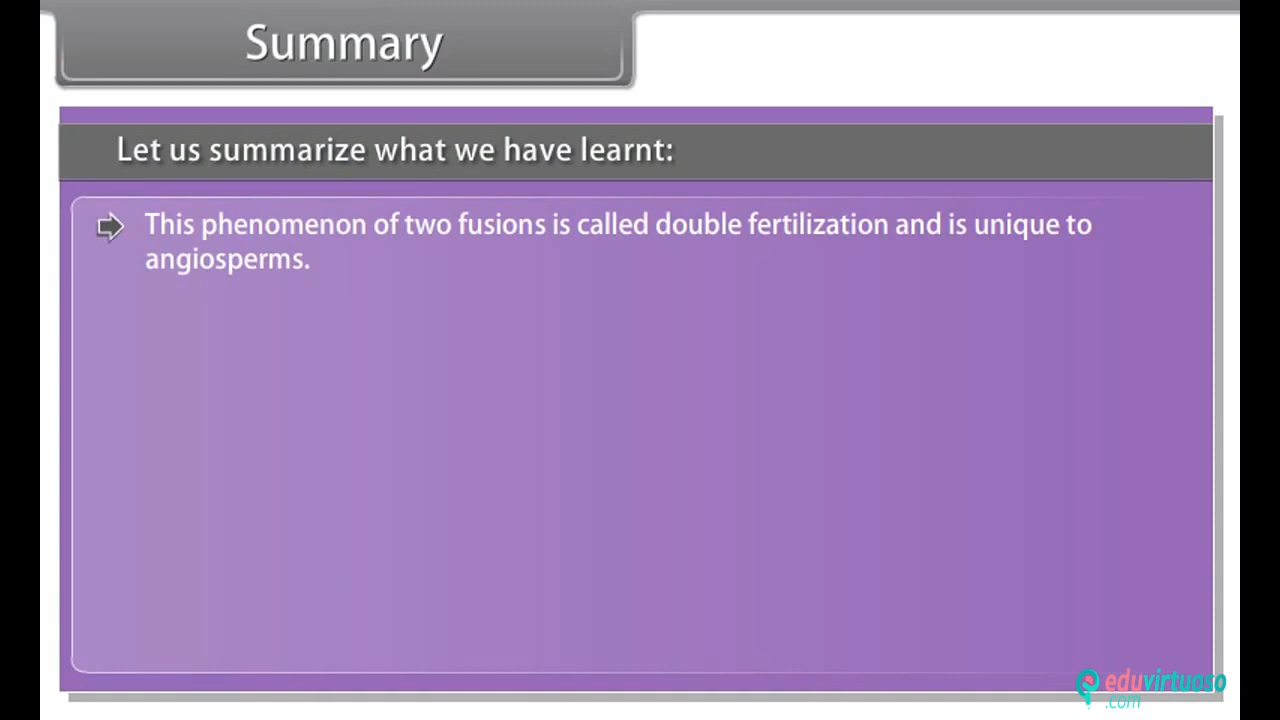 Summary
Let us summarize what we have learnt:
This phenomenon of two fusions is called double fertilization and is unique to
angiosperms.
eduvirtuoso
.com